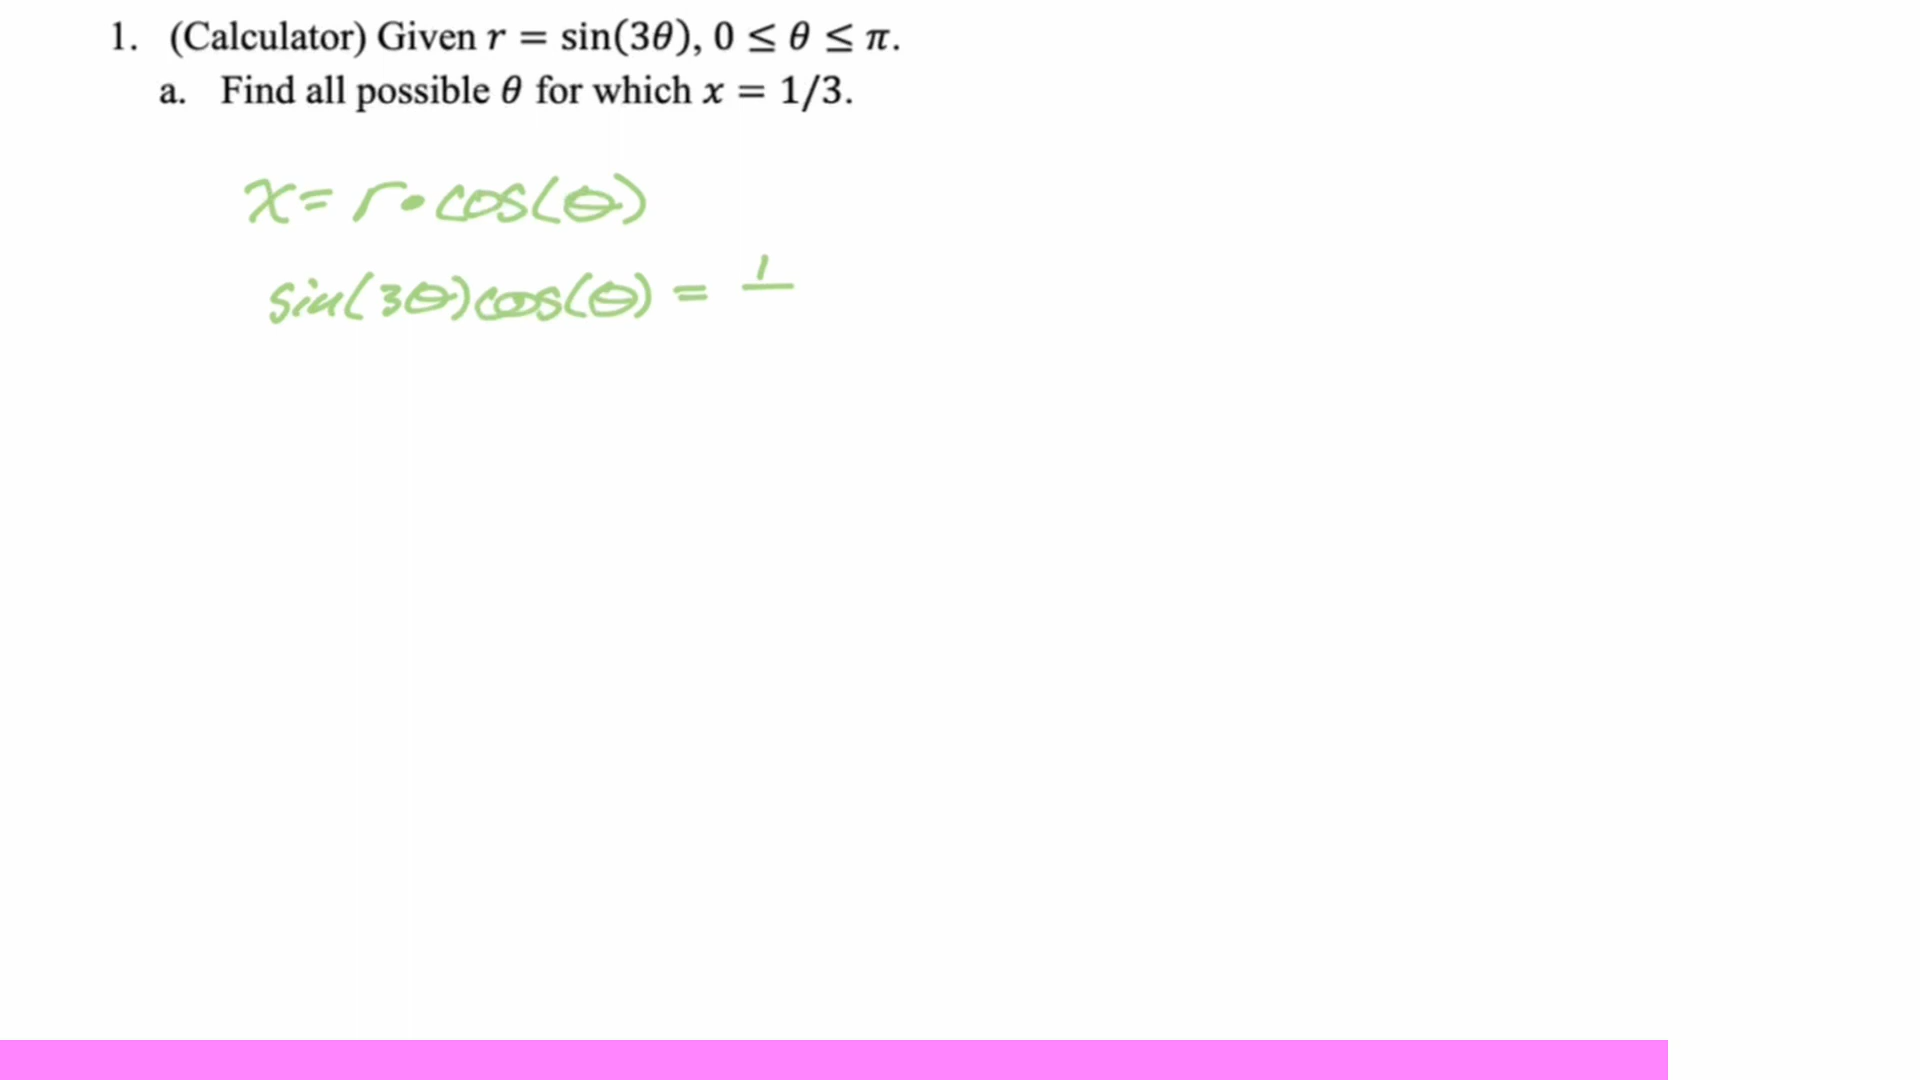 1. (Calculator) Given r = sin(3θ), 0 ≤ θ ≤ π.
a. Find all possible θ for which x = 1/3.
x = r • cos(θ)
sin(3θ)cos(θ) = 1/